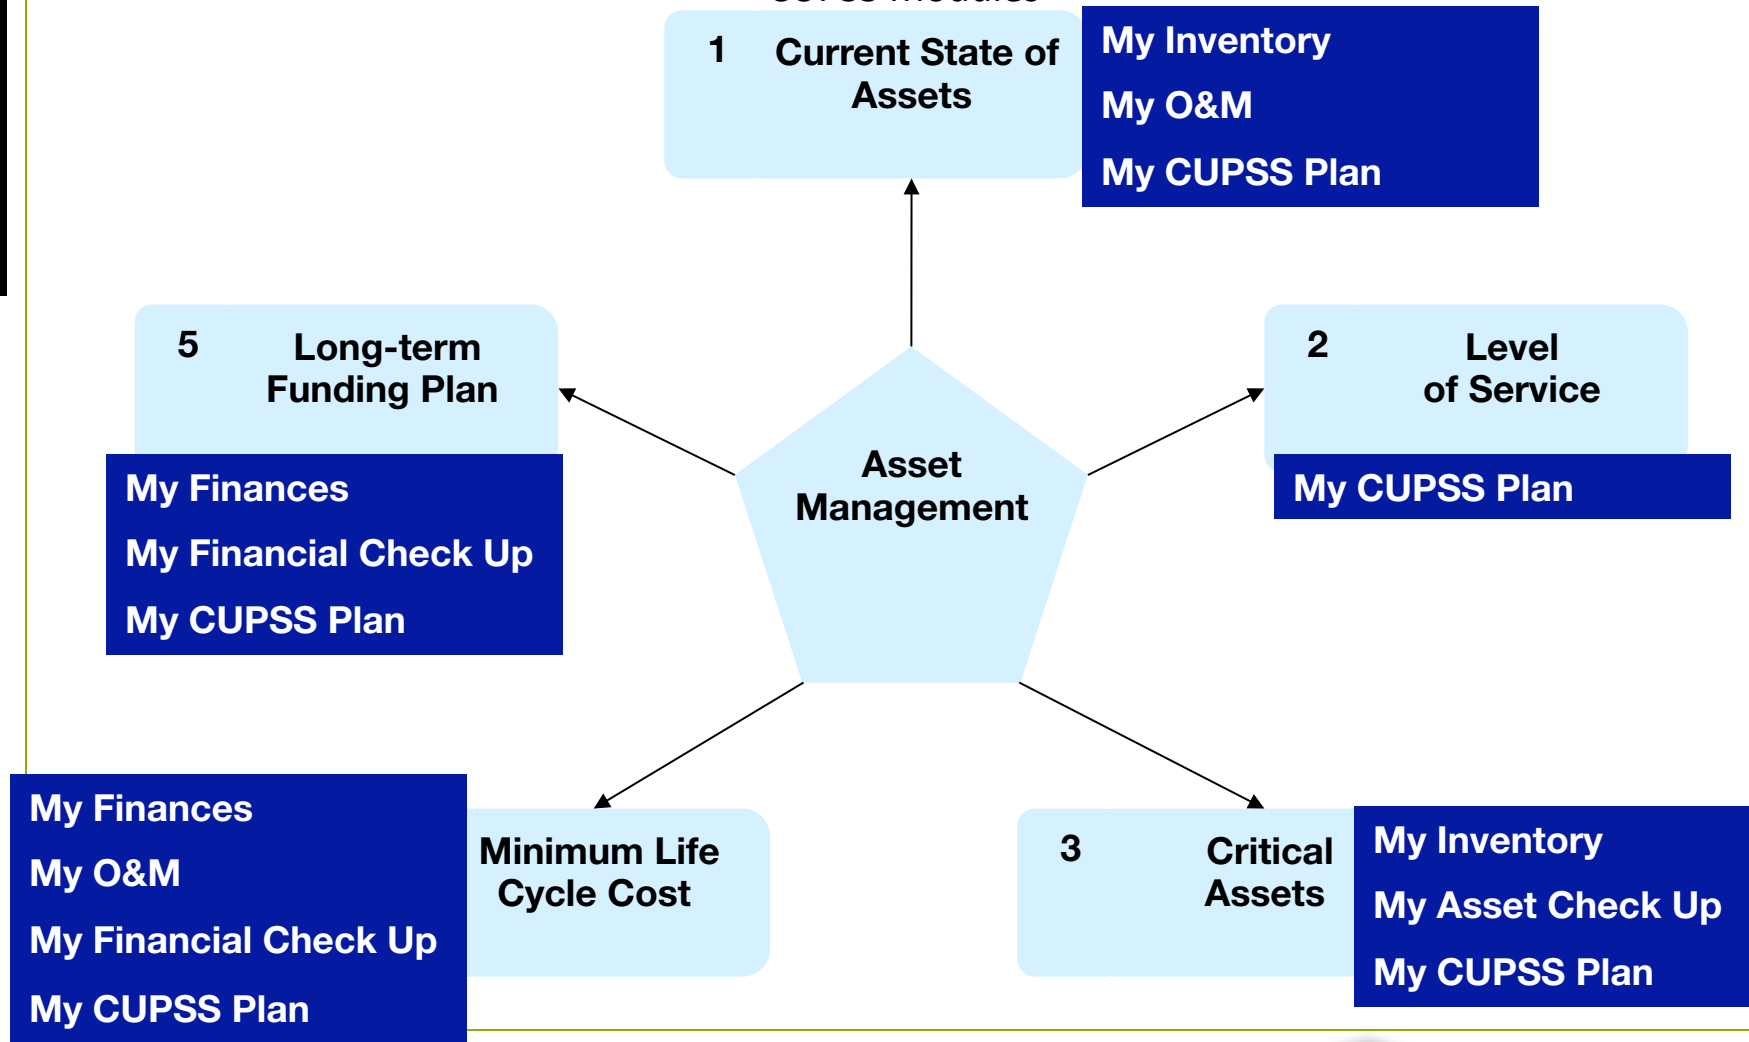 1
Current State of
Assets
My Inventory
My O&M
My CUPSS Plan
5
Long-term
Funding Plan
My Finances
My Financial Check Up
My CUPSS Plan
2
Level
of Service
My CUPSS Plan
Asset
Management
My Finances
My O&M
My Financial Check Up
My CUPSS Plan
Minimum Life
Cycle Cost
3
Critical
Assets
My Inventory
My Asset Check Up
My CUPSS Plan